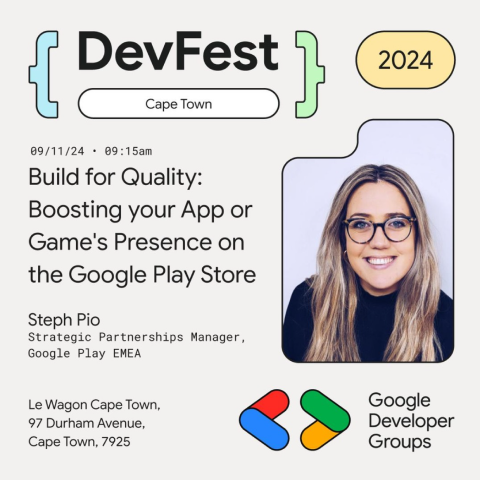 DevFest
2024
Cape Town
09/11/24 • 09:15am
Build for Quality:
Boosting your App or
Game's Presence on
the Google Play Store
Steph Pio
Strategic Partnerships Manager,
Google Play EMEA
Le Wagon Cape Town,
97 Durham Avenue,
Cape Town, 7925
Google
Developer
Groups